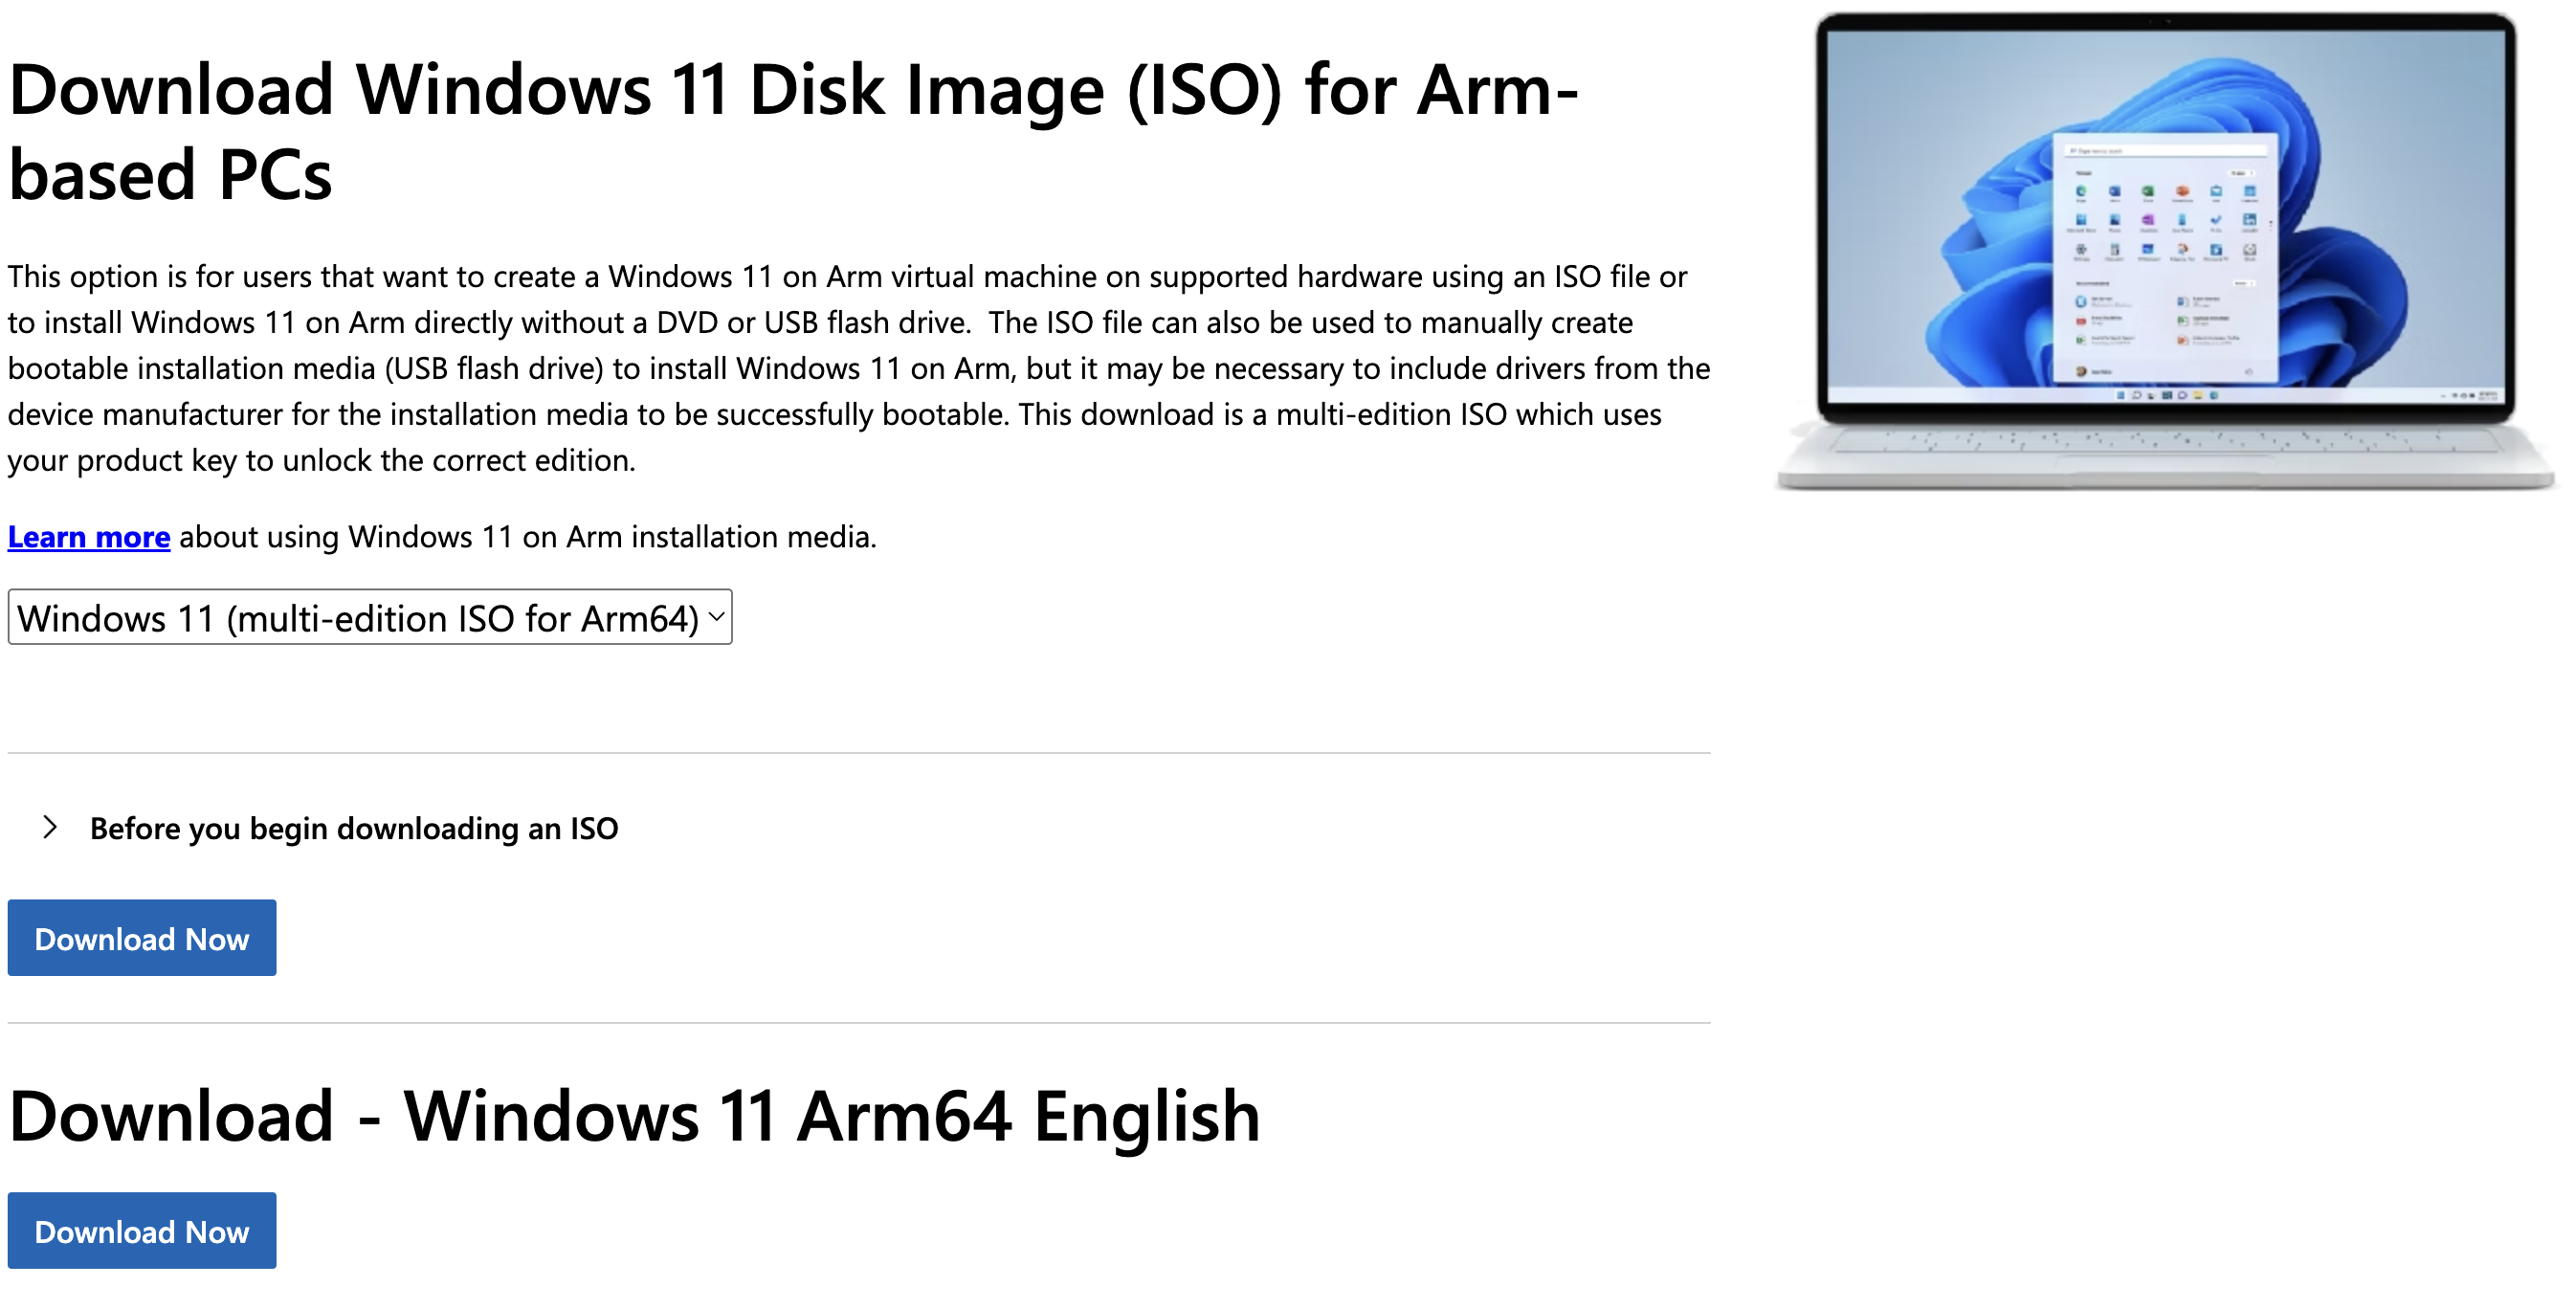 Download Windows 11 Disk Image (ISO) for Arm-
based PCs
This option is for users that want to create a Windows 11 on Arm virtual machine on supported hardware using an ISO file or
to install Windows 11 on Arm directly without a DVD or USB flash drive.  The ISO file can also be used to manually create
bootable installation media (USB flash drive) to install Windows 11 on Arm, but it may be necessary to include drivers from the
device manufacturer for the installation media to be successfully bootable. This download is a multi-edition ISO which uses
your product key to unlock the correct edition.
Learn more about using Windows 11 on Arm installation media.
Windows 11 (multi-edition ISO for Arm64)
Before you begin downloading an ISO
Download Now
Download - Windows 11 Arm64 English
Download Now